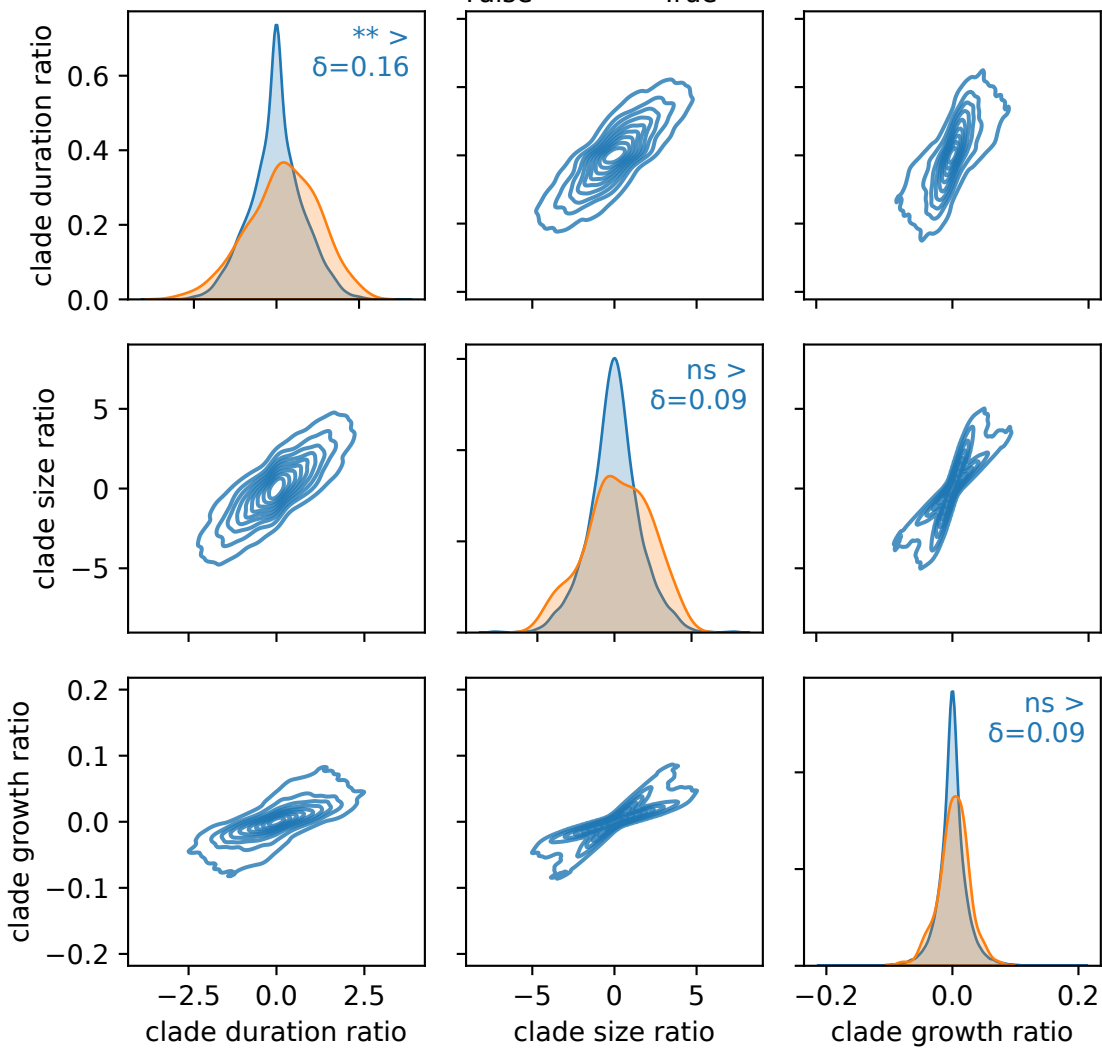 True
clade duration ratio
0.6
0.4
0.2
0.0
** >
δ=0.16
clade size ratio
5
0
−5
ns >
δ=0.09
clade growth ratio
0.2
0.1
0.0
−0.1
−0.2
ns >
δ=0.09
−2.5 0.0 2.5
−5 0 5
−0.2 0.0 0.2
clade duration ratio
clade size ratio
clade growth ratio